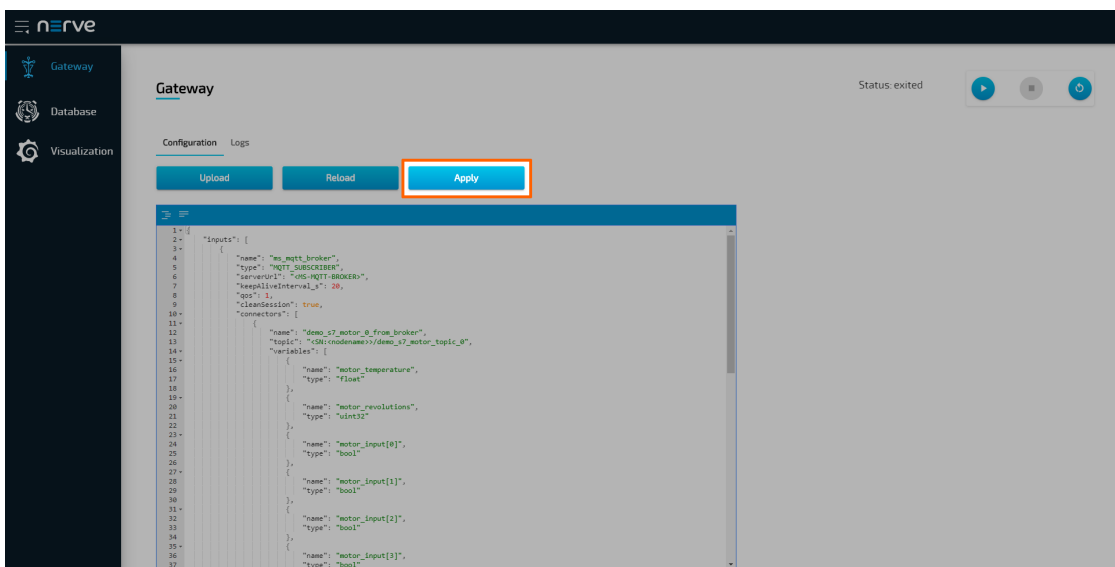 nerve
Gateway
Database
Visualization
Gateway
Status: exited
Configuration Logs
Upload Reload Apply
1 {
2 "inputs": [
3 {
4 "name": "ms_mqtt_broker",
5 "type": "MQTT_SUBSCRIBER",
6 "serverUrl": "<MS-MQTT-BROKER>",
7 "keepAliveInterval_s": 20,
8 "qos": 1,
9 "cleanSession": true,
10 "connectors": [
11 {
12 "name": "demo_s7_motor_0_from_broker",
13 "topic": "<SN:<nodename>>/demo_s7_motor_topic_0",
14 "variables": [
15 {
16 "name": "motor_temperature",
17 "type": "float"
18 },
19 {
20 "name": "motor_revolutions",
21 "type": "uint32"
22 },
23 {
24 "name": "motor_input[0]",
25 "type": "bool"
26 },
27 {
28 "name": "motor_input[1]",
29 "type": "bool"
30 },
31 {
32 "name": "motor_input[2]",
33 "type": "bool"
34 },
35 {
36 "name": "motor_input[3]",
37 "type": "bool"